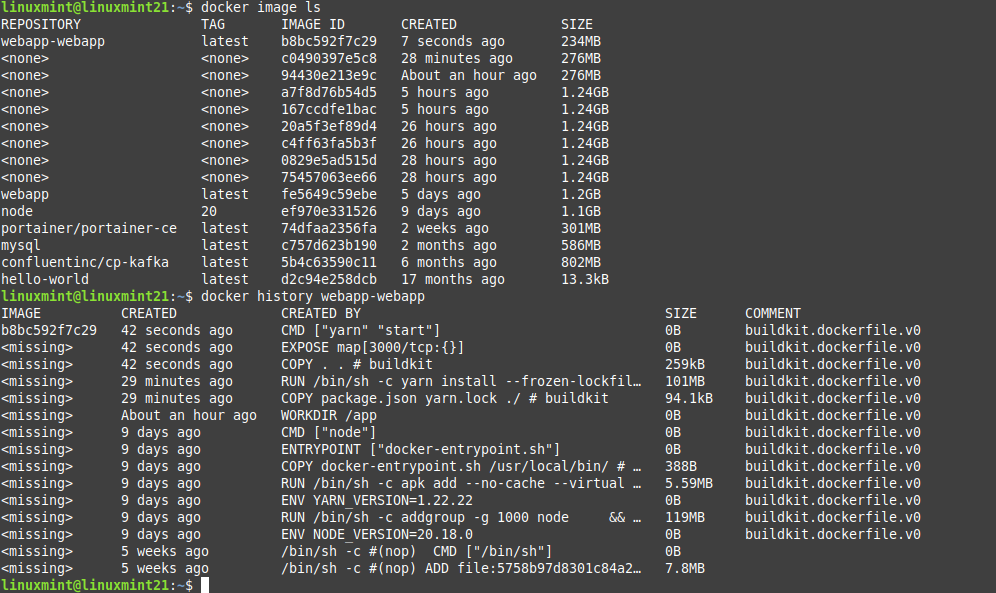 linuxmint@linuxmint21:~$ docker image ls
REPOSITORY               TAG       IMAGE ID       CREATED             SIZE
webapp-webapp            latest    b8bc592f7c29   7 seconds ago       234MB
<none>                   <none>    c0490397e5c8   28 minutes ago      276MB
<none>                   <none>    94430e213e9c   About an hour ago   276MB
<none>                   <none>    a7f8d76b54d5   5 hours ago         1.24GB
<none>                   <none>    167ccdfe1bac   5 hours ago         1.24GB
<none>                   <none>    20a5f3ef89d4   26 hours ago        1.24GB
<none>                   <none>    c4ff63fa5b3f   26 hours ago        1.24GB
<none>                   <none>    0829e5ad515d   28 hours ago        1.24GB
<none>                   <none>    75457063ee66   28 hours ago        1.24GB
webapp                   latest    fe5649c59ebe   5 days ago          1.2GB
node                     20        ef970e331526   9 days ago          1.1GB
portainer/portainer-ce   latest    74dfaa2356fa   2 weeks ago         301MB
mysql                    latest    c757d623b190   2 months ago        586MB
confluentinc/cp-kafka    latest    5b4c63590c11   6 months ago        802MB
hello-world              latest    d2c94e258dcb   17 months ago       13.3kB
linuxmint@linuxmint21:~$ docker history webapp-webapp
IMAGE          CREATED             CREATED BY                                      SIZE      COMMENT
b8bc592f7c29   42 seconds ago      CMD ["yarn" "start"]                            0B        buildkit.dockerfile.v0
<missing>      42 seconds ago      EXPOSE map[3000/tcp:{}]                         0B        buildkit.dockerfile.v0
<missing>      42 seconds ago      COPY . . # buildkit                             259kB     buildkit.dockerfile.v0
<missing>      29 minutes ago      RUN /bin/sh -c yarn install --frozen-lockfil…   101MB     buildkit.dockerfile.v0
<missing>      29 minutes ago      COPY package.json yarn.lock ./ # buildkit       94.1kB    buildkit.dockerfile.v0
<missing>      About an hour ago   WORKDIR /app                                    0B        buildkit.dockerfile.v0
<missing>      9 days ago          CMD ["node"]                                    0B        buildkit.dockerfile.v0
<missing>      9 days ago          ENTRYPOINT ["docker-entrypoint.sh"]             0B        buildkit.dockerfile.v0
<missing>      9 days ago          COPY docker-entrypoint.sh /usr/local/bin/ # …   388B      buildkit.dockerfile.v0
<missing>      9 days ago          RUN /bin/sh -c apk add --no-cache --virtual …   5.59MB    buildkit.dockerfile.v0
<missing>      9 days ago          ENV YARN_VERSION=1.22.22                        0B        buildkit.dockerfile.v0
<missing>      9 days ago          RUN /bin/sh -c addgroup -g 1000 node     && …   119MB     buildkit.dockerfile.v0
<missing>      9 days ago          ENV NODE_VERSION=20.18.0                        0B        buildkit.dockerfile.v0
<missing>      5 weeks ago         /bin/sh -c #(nop)  CMD ["/bin/sh"]              0B
<missing>      5 weeks ago         /bin/sh -c #(nop) ADD file:5758b97d8301c84a2…   7.8MB
linuxmint@linuxmint21:~$